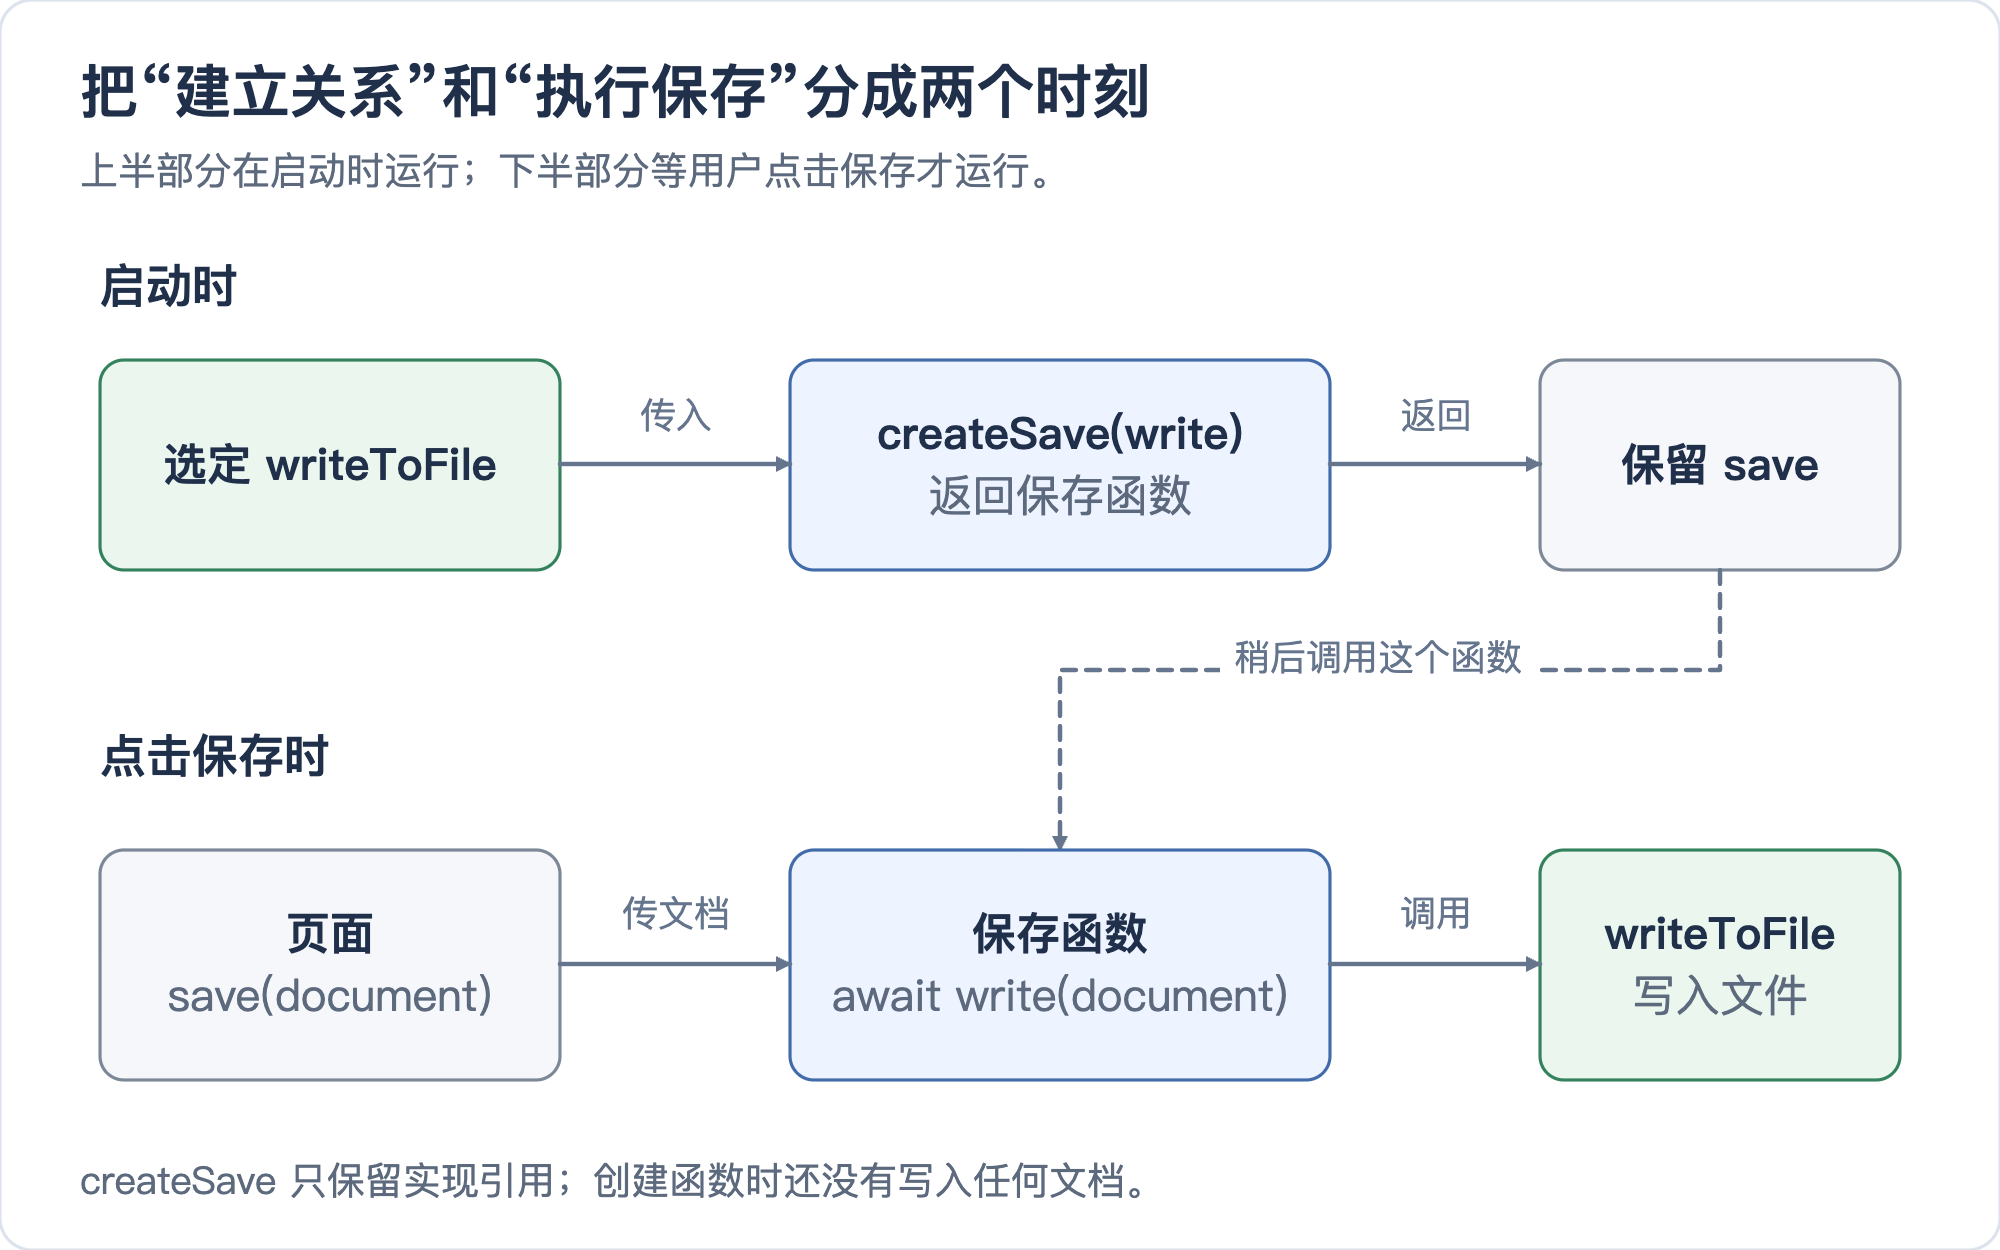 把“建立关系”和“执行保存”分成两个时刻
上半部分在启动时运行；下半部分等用户点击保存才运行。
启动时
选定 writeToFile
传入
createSave(write)
返回保存函数
返回
保留 save
稍后调用这个函数
点击保存时
页面
save(document)
传文档
保存函数
await write(document)
调用
writeToFile
写入文件
createSave 只保留实现引用；创建函数时还没有写入任何文档。